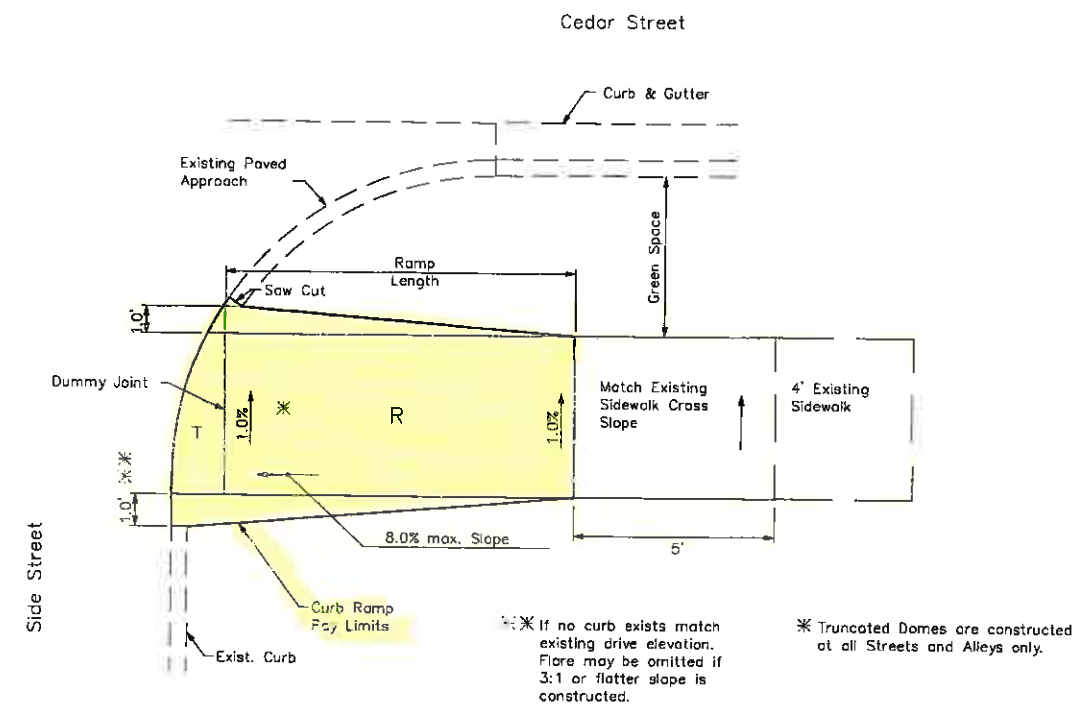 Cedar Street
Curb & Gutter
Existing Paved
Approach
Green Space
Ramp
Length
Saw Cut
1.0'
Dummy Joint
Match Existing
Sidewalk Cross
Slope
4' Existing
Sidewalk
1.0%
*
R
1.0%
T
1.0' **
8.0% max. Slope
5'
Side Street
Curb Ramp
Pay Limits
Exist. Curb
** If no curb exists match
existing drive elevation.
Flare may be omitted if
3:1 or flatter slope is
constructed.
* Truncated Domes are constructed
at all Streets and Alleys only.